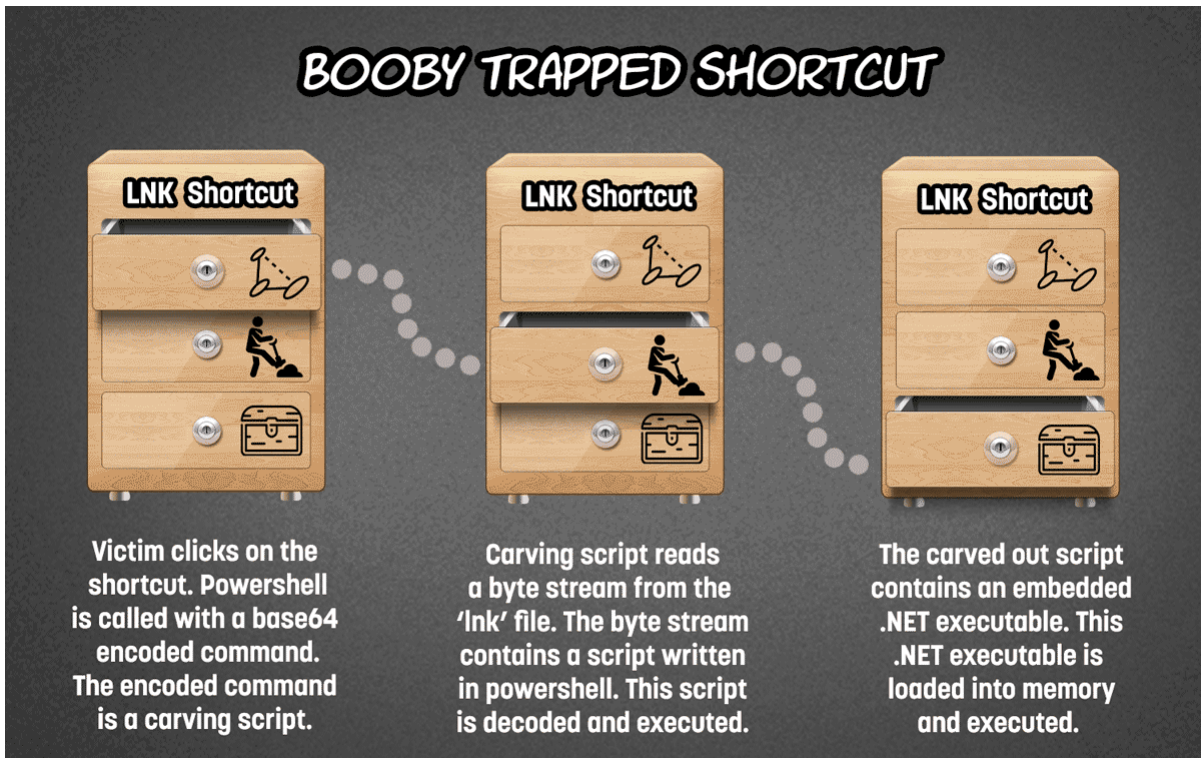 BOOBY TRAPPED SHORTCUT
LNK Shortcut
Victim clicks on the
shortcut. Powershell
is called with a base64
encoded command.
The encoded command
is a carving script.
LNK Shortcut
Carving script reads
a byte stream from the
‘lnk’ file. The byte stream
contains a script written
in powershell. This script
is decoded and executed.
LNK Shortcut
The carved out script
contains an embedded
.NET executable. This
.NET executable is
loaded into memory
and executed.